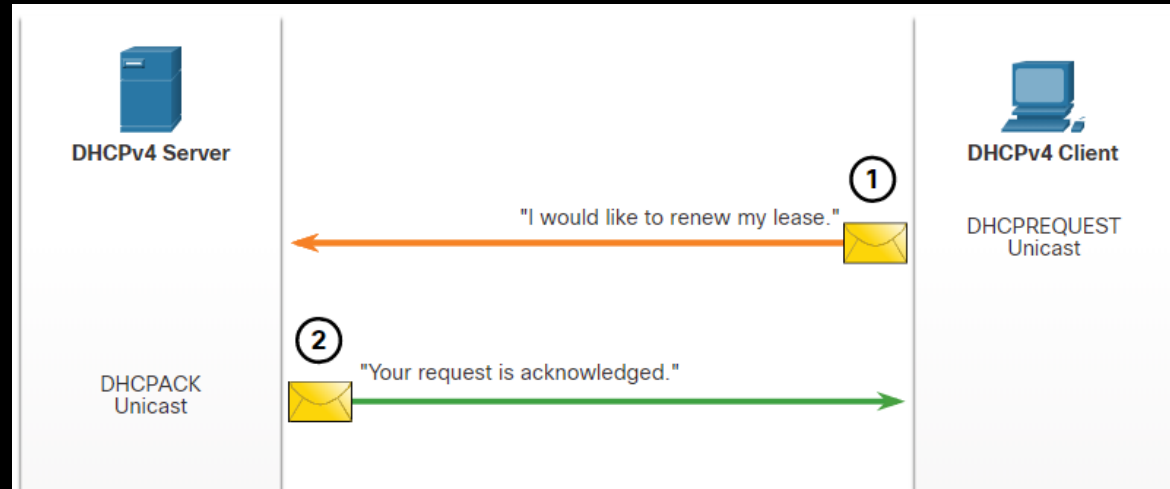 DHCPv4 Server
DHCPv4 Client
1
"I would like to renew my lease."
DHCPREQUEST
Unicast
2
"Your request is acknowledged."
DHCPACK
Unicast